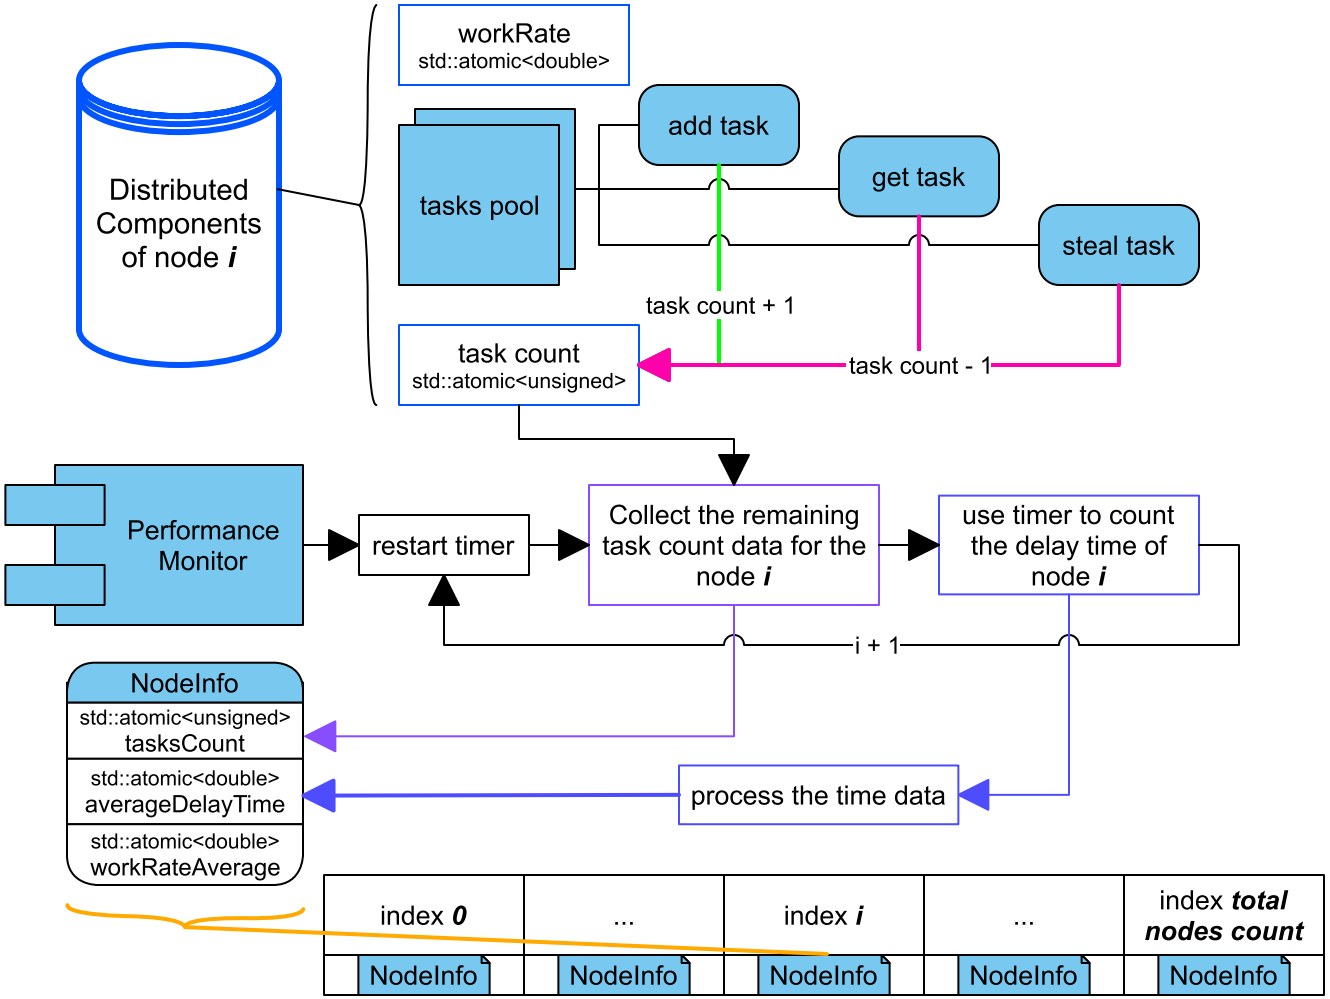 workRate
std::atomic<double>
Distributed
Components
of node i
tasks pool
add task
get task
steal task
task count + 1
task count
std::atomic<unsigned>
task count - 1
Performance
Monitor
restart timer
Collect the remaining
task count data for the
node i
use timer to count
the delay time of
node i
i + 1
NodeInfo
std::atomic<unsigned>
tasksCount
std::atomic<double>
averageDelayTime
std::atomic<double>
workRateAverage
process the time data
index 0
...
index i
...
index total
nodes count
NodeInfo
NodeInfo
NodeInfo
NodeInfo
NodeInfo